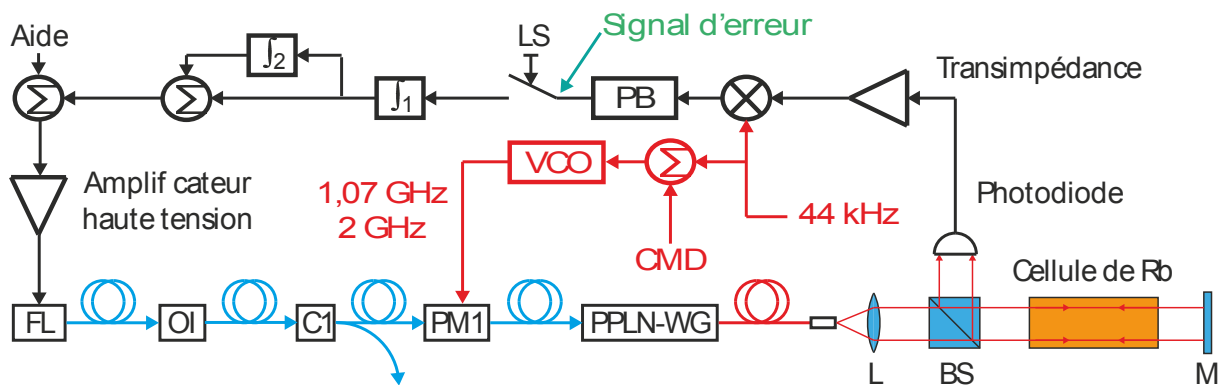 Aide
∫2
LS
Signal d'erreur
Transimpédance
Σ
Σ
∫1
PB
VCO
Σ
Amplif cateur
haute tension
1,07 GHz
2 GHz
Photodiode
44 kHz
CMD
Cellule de Rb
FL
OI
C1
PM1
PPLN-WG
L
BS
M